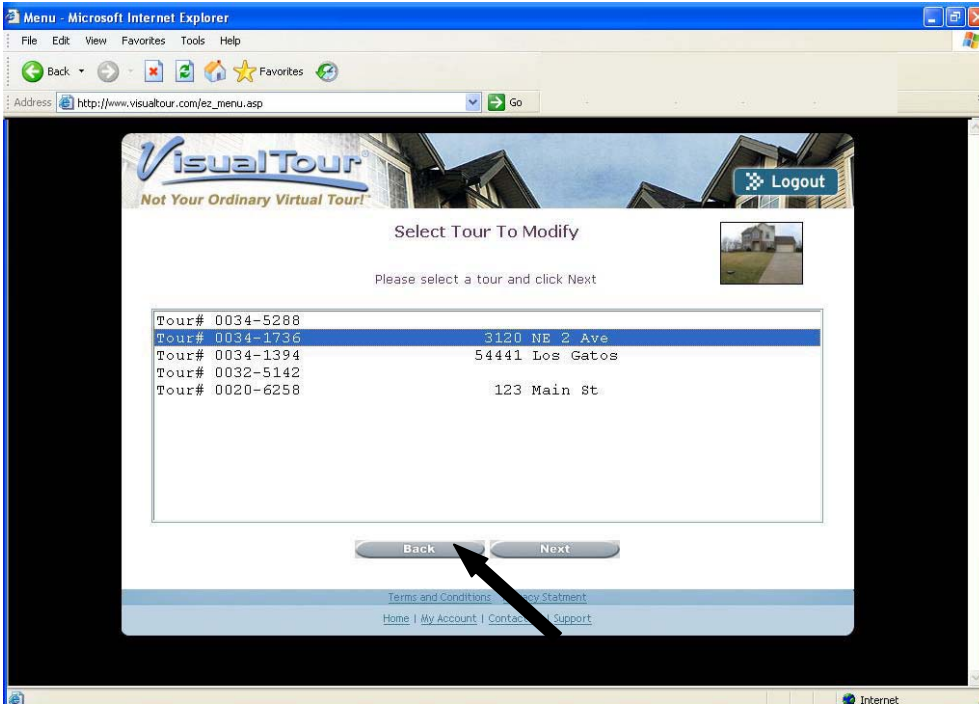 Menu - Microsoft Internet Explorer
File Edit View Favorites Tools Help
Back Favorites
Address http://www.visualtour.com/ez_menu.asp Go
VisualTour®
Not Your Ordinary Virtual Tour!
Logout
Select Tour To Modify
Please select a tour and click Next
Tour# 0034-5288
Tour# 0034-1736 3120 NE 2 Ave
Tour# 0034-1394 54441 Los Gatos
Tour# 0032-5142
Tour# 0020-6258 123 Main St
Back Next
Terms and Conditions Statment
Home | My Account | | Support
Internet